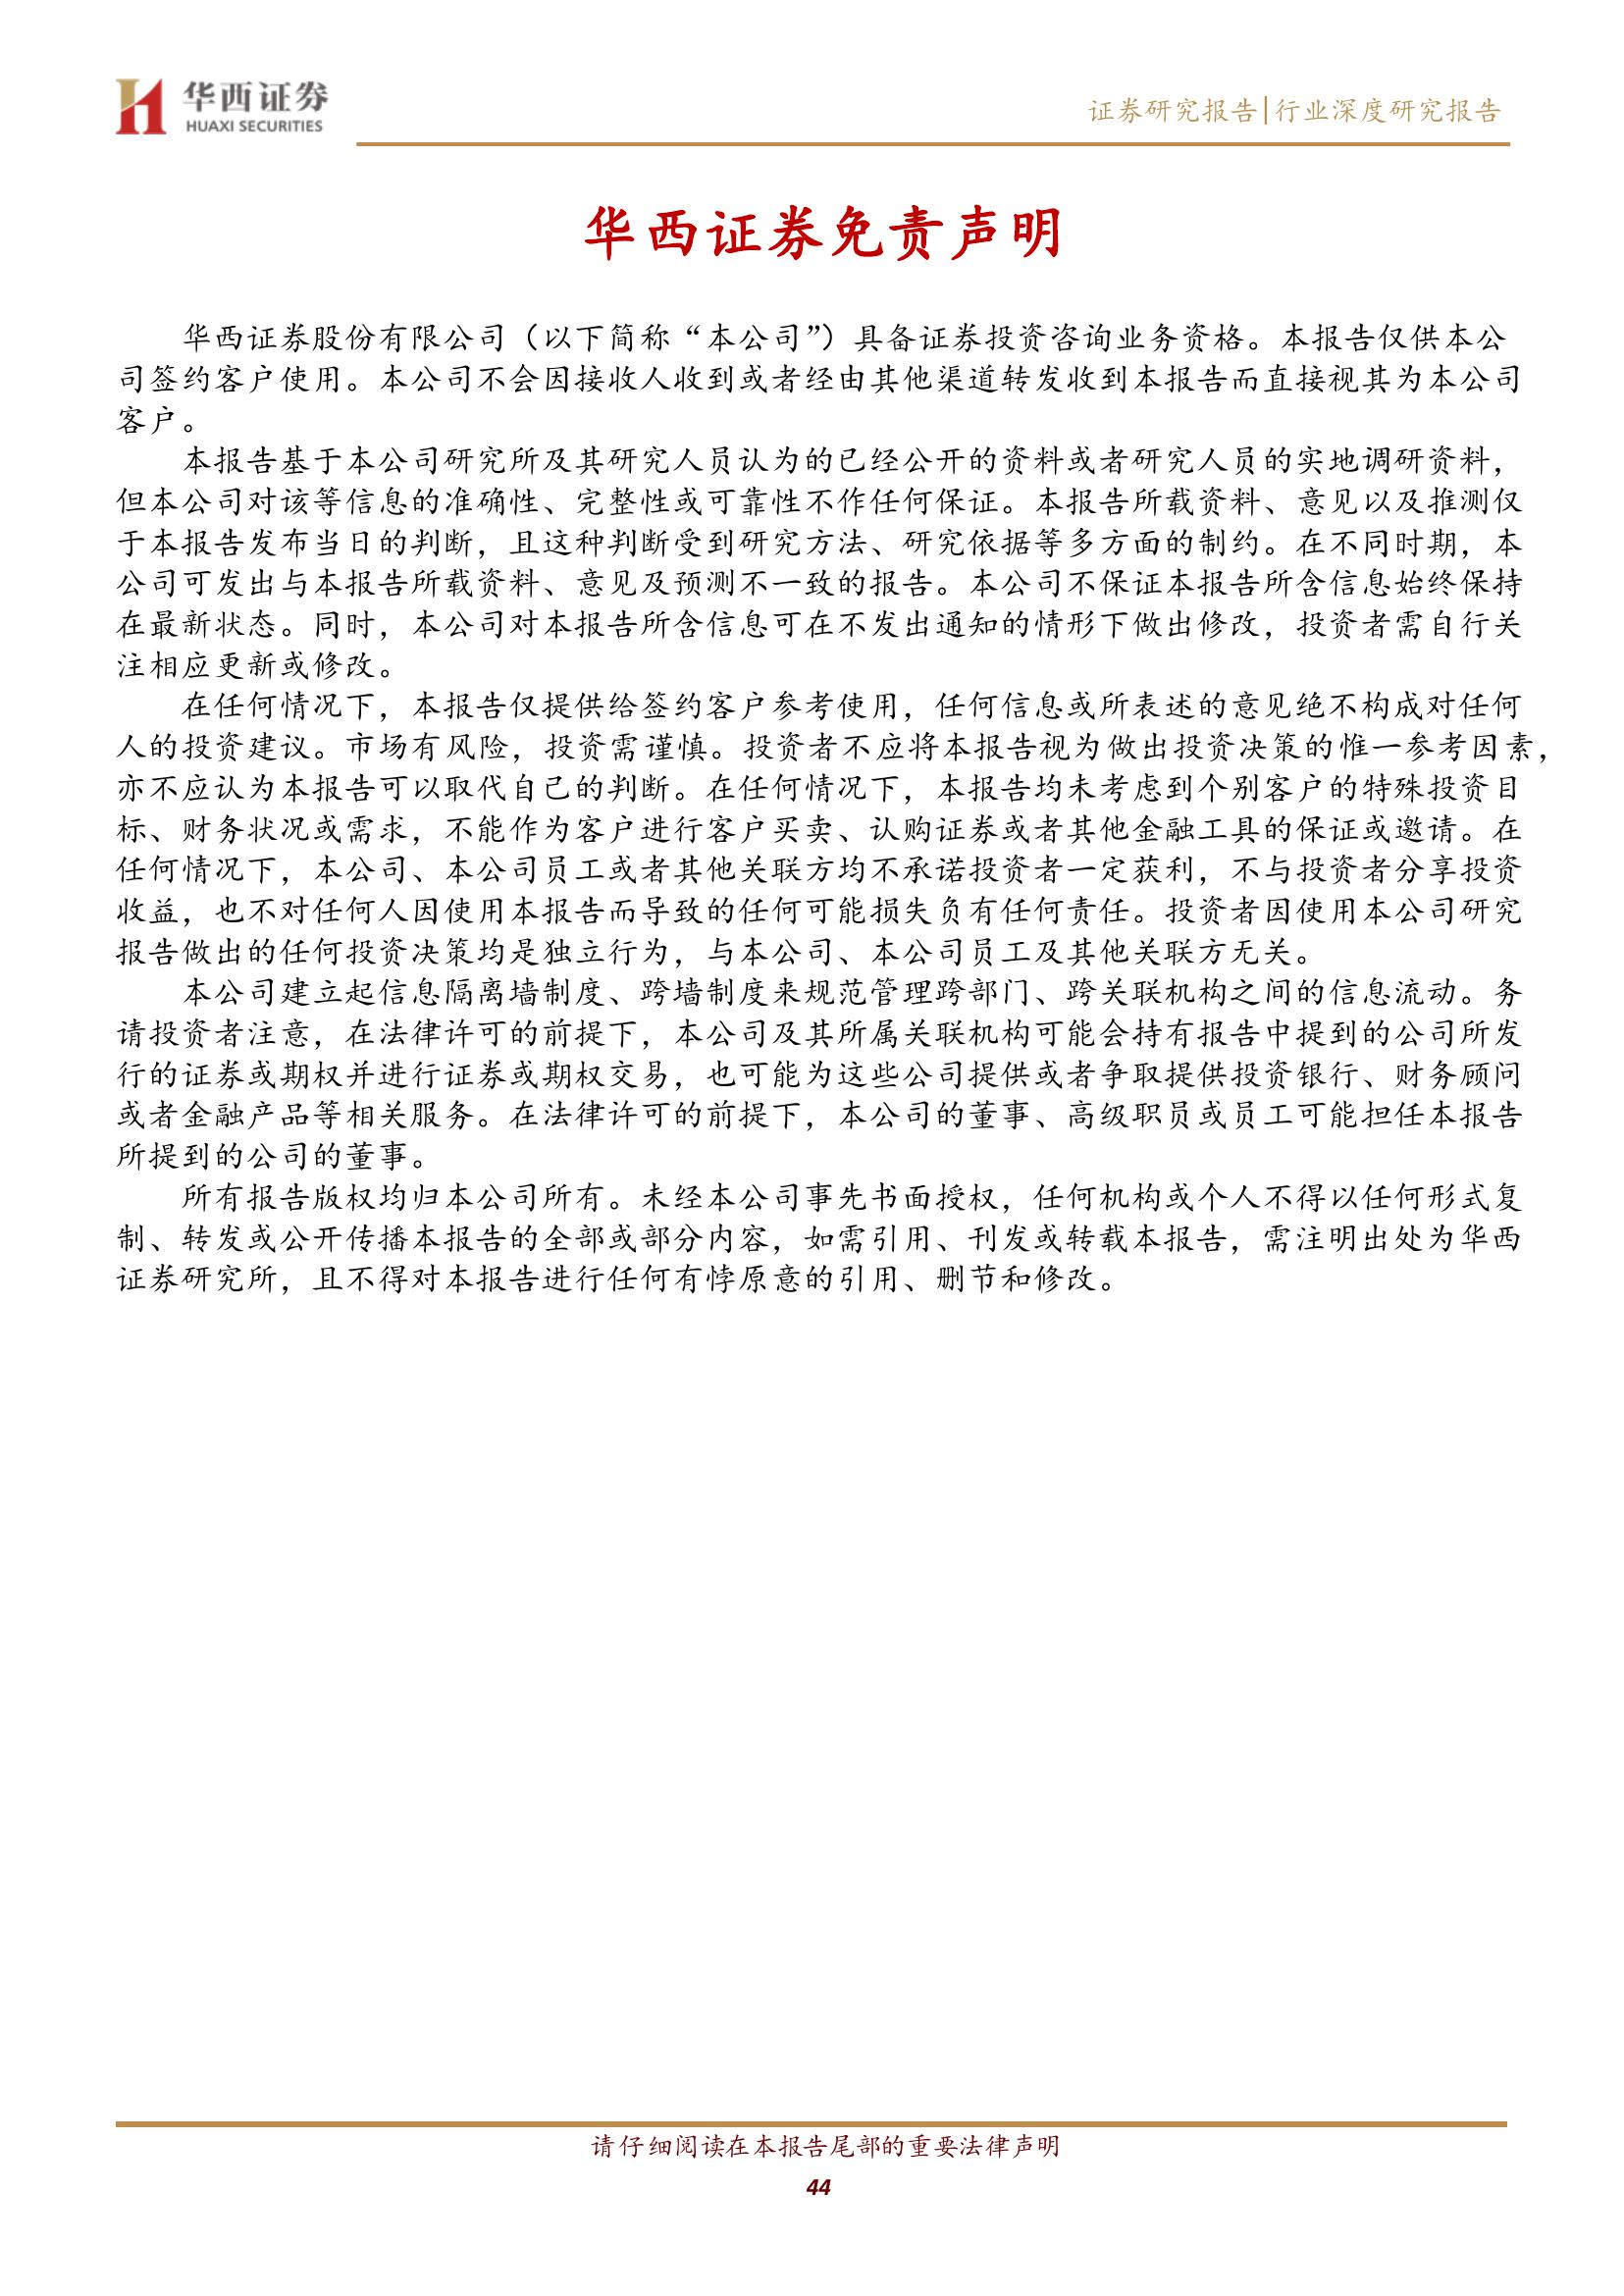 华西证券
HUAXI SECURITIES
证券研究报告|行业深度研究报告
华西证券免责声明
华西证券股份有限公司（以下简称“本公司”）具备证券投资咨询业务资格。本报告仅供本公
司签约客户使用。本公司不会因接收人收到或者经由其他渠道转发收到本报告而直接视其为本公司
客户。
本报告基于本公司研究所及其研究人员认为的已经公开的资料或者研究人员的实地调研资料，
但本公司对该等信息的准确性、完整性或可靠性不作任何保证。本报告所载资料、意见以及推测仅
于本报告发布当日的判断，且这种判断受到研究方法、研究依据等多方面的制约。在不同时期，本
公司可发出与本报告所载资料、意见及预测不一致的报告。本公司不保证本报告所含信息始终保持
在最新状态。同时，本公司对本报告所含信息可在不发出通知的情形下做出修改，投资者需自行关
注相应更新或修改。
在任何情况下，本报告仅提供给签约客户参考使用，任何信息或所表述的意见绝不构成对任何
人的投资建议。市场有风险，投资需谨慎。投资者不应将本报告视为做出投资决策的惟一参考因素，
亦不应认为本报告可以取代自己的判断。在任何情况下，本报告均未考虑到个别客户的特殊投资目
标、财务状况或需求，不能作为客户进行客户买卖、认购证券或者其他金融工具的保证或邀请。在
任何情况下，本公司、本公司员工或者其他关联方均不承诺投资者一定获利，不与投资者分享投资
收益，也不对任何人因使用本报告而导致的任何可能损失负有任何责任。投资者因使用本公司研究
报告做出的任何投资决策均是独立行为，与本公司、本公司员工及其他关联方无关。
本公司建立起信息隔离墙制度、跨墙制度来规范管理跨部门、跨关联机构之间的信息流动。务
请投资者注意，在法律许可的前提下，本公司及其所属关联机构可能会持有报告中提到的公司所发
行的证券或期权并进行证券或期权交易，也可能为这些公司提供或者争取提供投资银行、财务顾问
或者金融产品等相关服务。在法律许可的前提下，本公司的董事、高级职员或员工可能担任本报告
所提到的公司的董事。
所有报告版权均归本公司所有。未经本公司事先书面授权，任何机构或个人不得以任何形式复
制、转发或公开传播本报告的全部或部分内容，如需引用、刊发或转载本报告，需注明出处为华西
证券研究所，且不得对本报告进行任何有悖原意的引用、删节和修改。
请仔细阅读在本报告尾部的重要法律声明
44